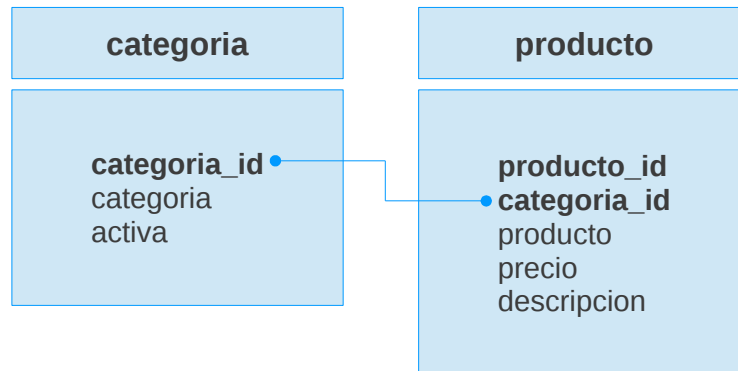 categoria
categoria_id
categoria
activa
producto
producto_id
categoria_id
producto
precio
descripcion